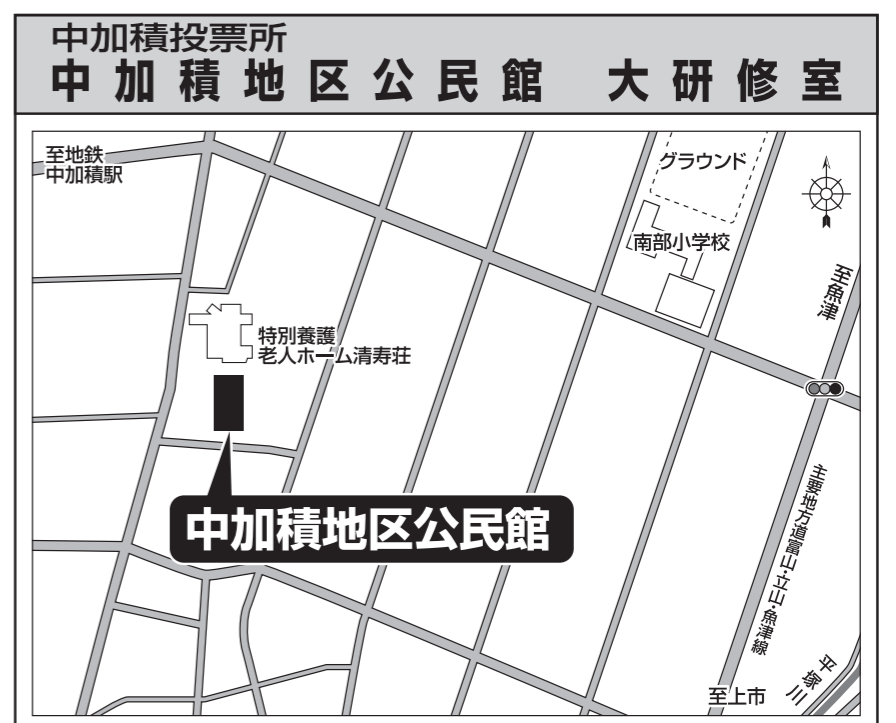 中加積投票所
中加積地区公民館　大研修室
至地鉄
中加積駅
グラウンド
南部小学校
至魚津
特別養護
老人ホーム清寿荘
中加積地区公民館
主要地方道富山・立山・魚津線
至上市
平塚川